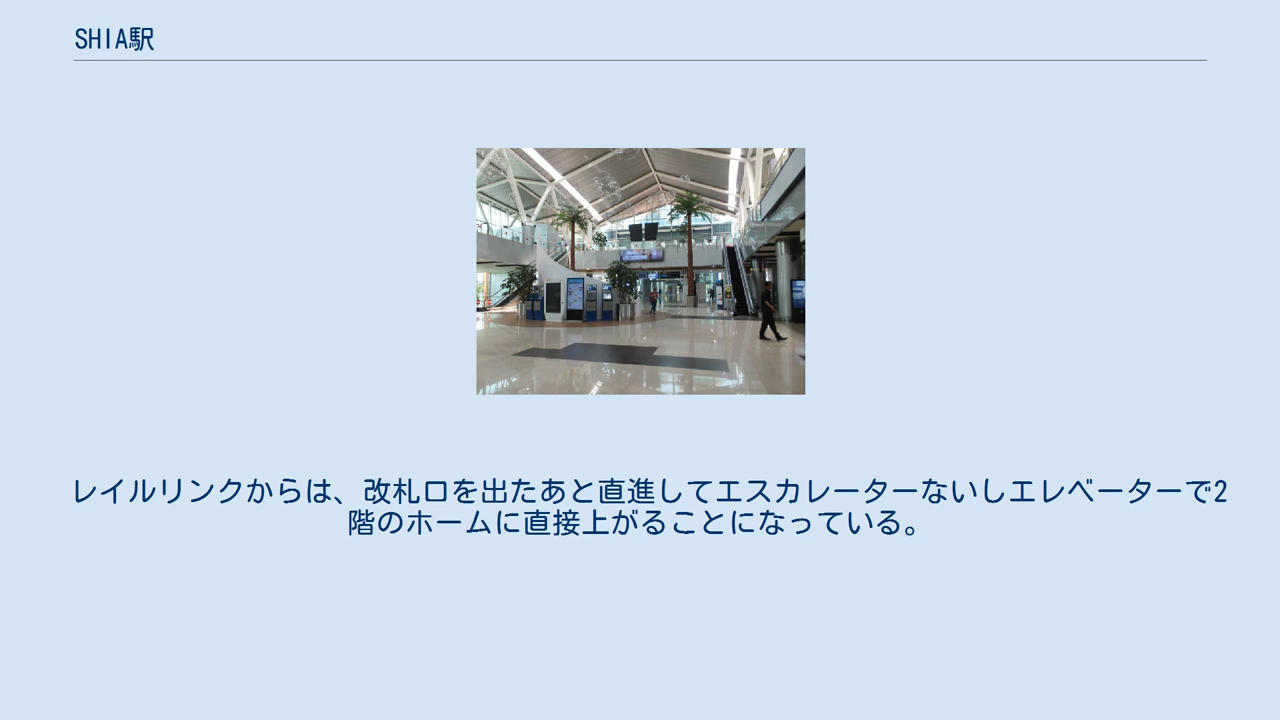 SHIA駅
レイルリンクからは、改札口を出たあと直進してエスカレーターないしエレベーターで2
階のホームに直接上がることになっている。